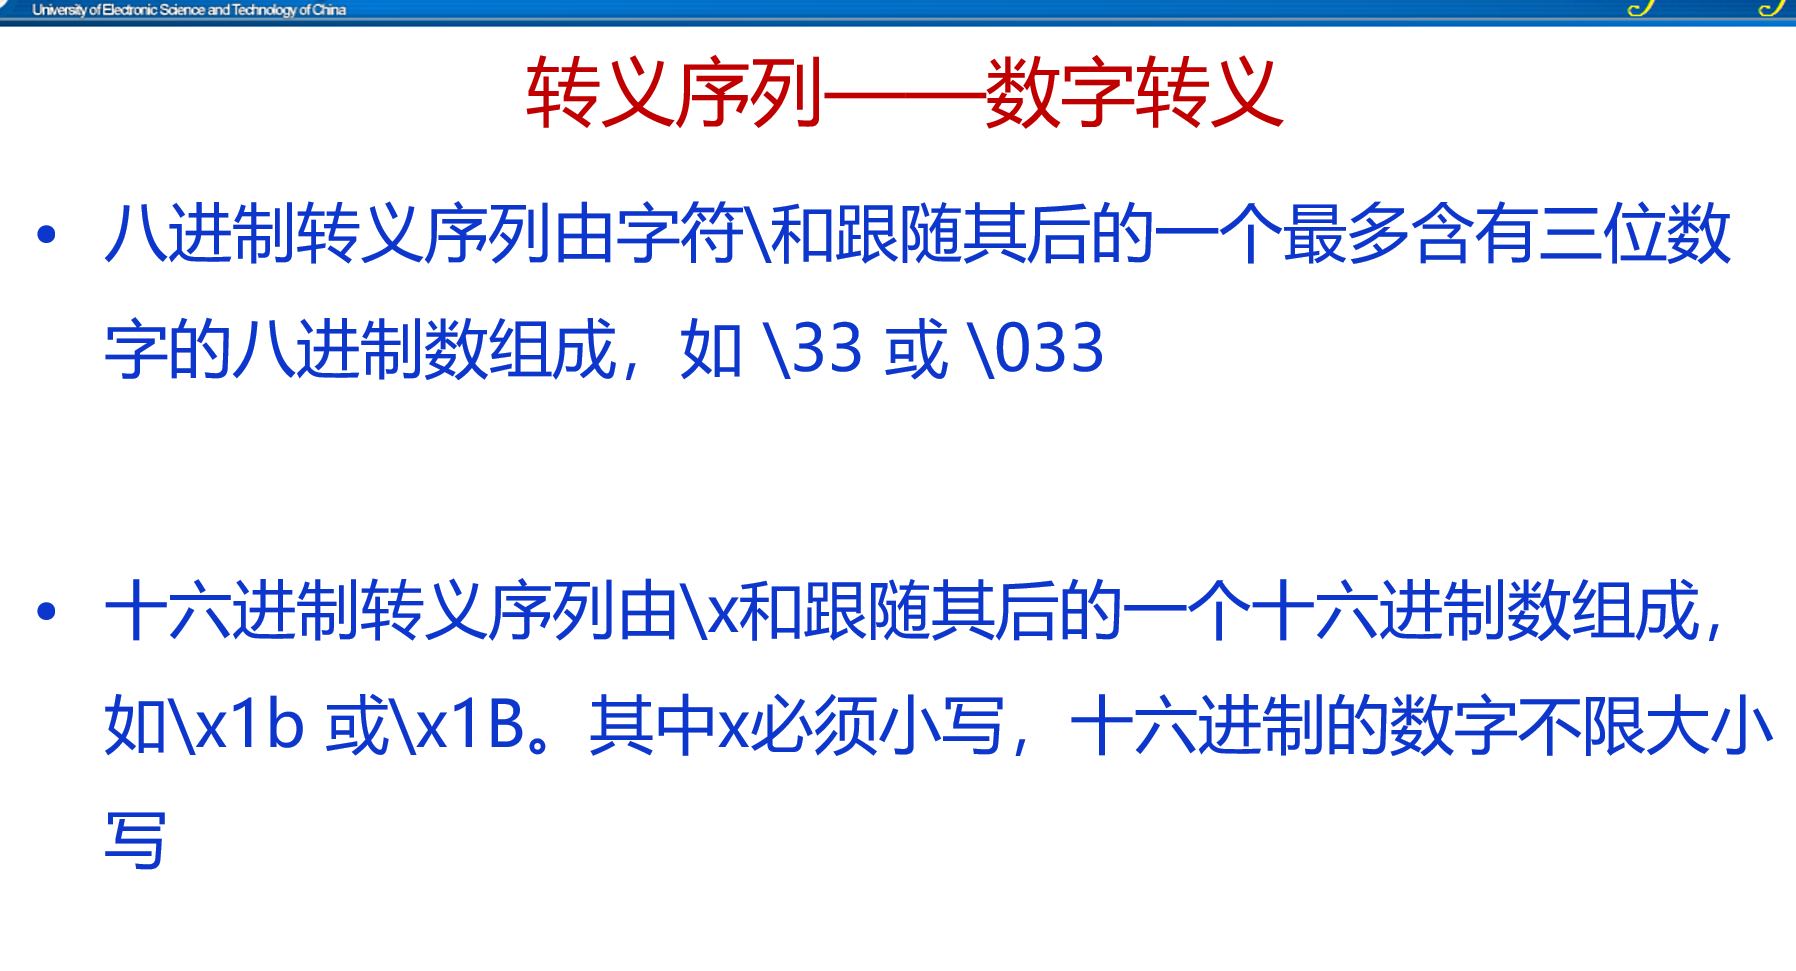 University of Electronic Science and Technology of China
转义序列——数字转义
• 八进制转义序列由字符\和跟随其后的一个最多含有三位数
字的八进制数组成，如 \33 或 \033
• 十六进制转义序列由\x和跟随其后的一个十六进制数组成，
如\x1b 或\x1B。其中x必须小写，十六进制的数字不限大小
写